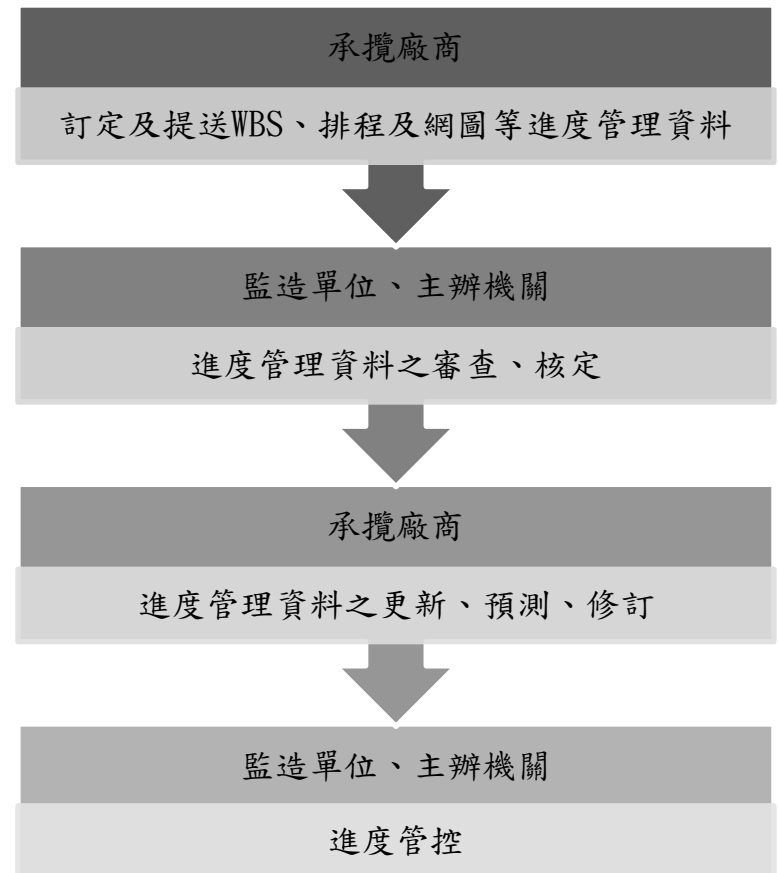 承攬廠商
訂定及提送WBS、排程及網圖等進度管理資料
監造單位、主辦機關
進度管理資料之審查、核定
承攬廠商
進度管理資料之更新、預測、修訂
監造單位、主辦機關
進度管控